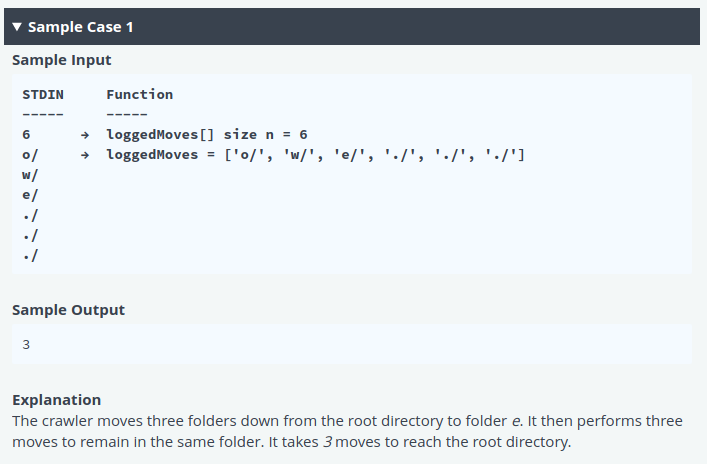 ▼ Sample Case 1
Sample Input
STDIN Function
----- -----
6 → loggedMoves[] size n = 6
o/ → loggedMoves = ['o/', 'w/', 'e/', './', './', './']
w/
e/
./
./
./
Sample Output
3
Explanation
The crawler moves three folders down from the root directory to folder e. It then performs three
moves to remain in the same folder. It takes 3 moves to reach the root directory.